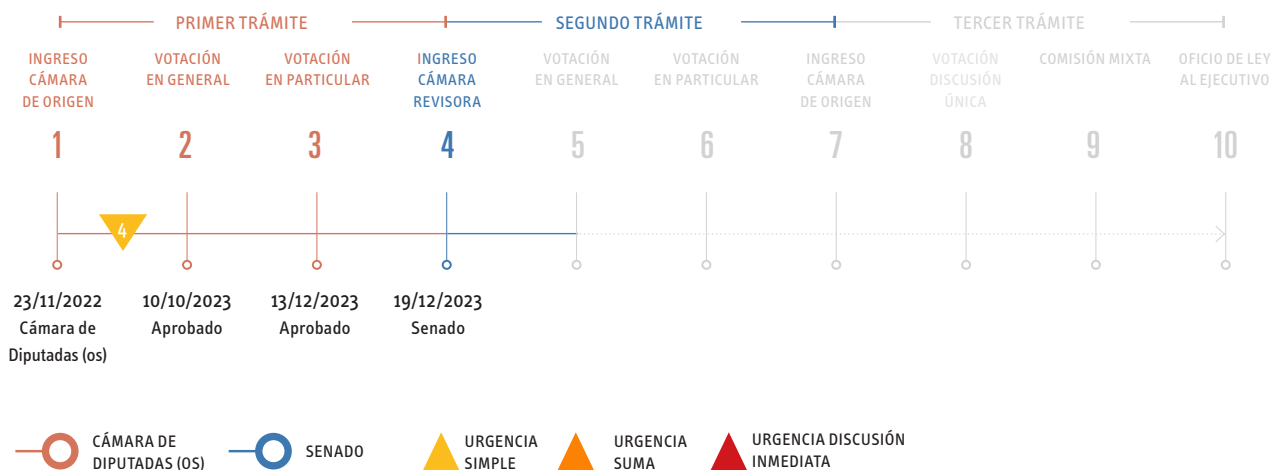 PRIMER TRÁMITE
SEGUNDO TRÁMITE
TERCER TRÁMITE
INGRESO
CÁMARA
DE ORIGEN
VOTACIÓN
EN GENERAL
VOTACIÓN
EN PARTICULAR
INGRESO
CÁMARA
REVISORA
VOTACIÓN
EN GENERAL
VOTACIÓN
EN PARTICULAR
INGRESO
CÁMARA
DE ORIGEN
VOTACIÓN
DISCUSIÓN
ÚNICA
COMISIÓN MIXTA
OFICIO DE LEY
AL EJECUTIVO
1
2
3
4
5
6
7
8
9
10
4
23/11/2022
Cámara de
Diputadas (os)
10/10/2023
Aprobado
13/12/2023
Aprobado
19/12/2023
Senado
CÁMARA DE
DIPUTADAS (OS)
SENADO
URGENCIA
SIMPLE
URGENCIA
SUMA
URGENCIA DISCUSIÓN
INMEDIATA